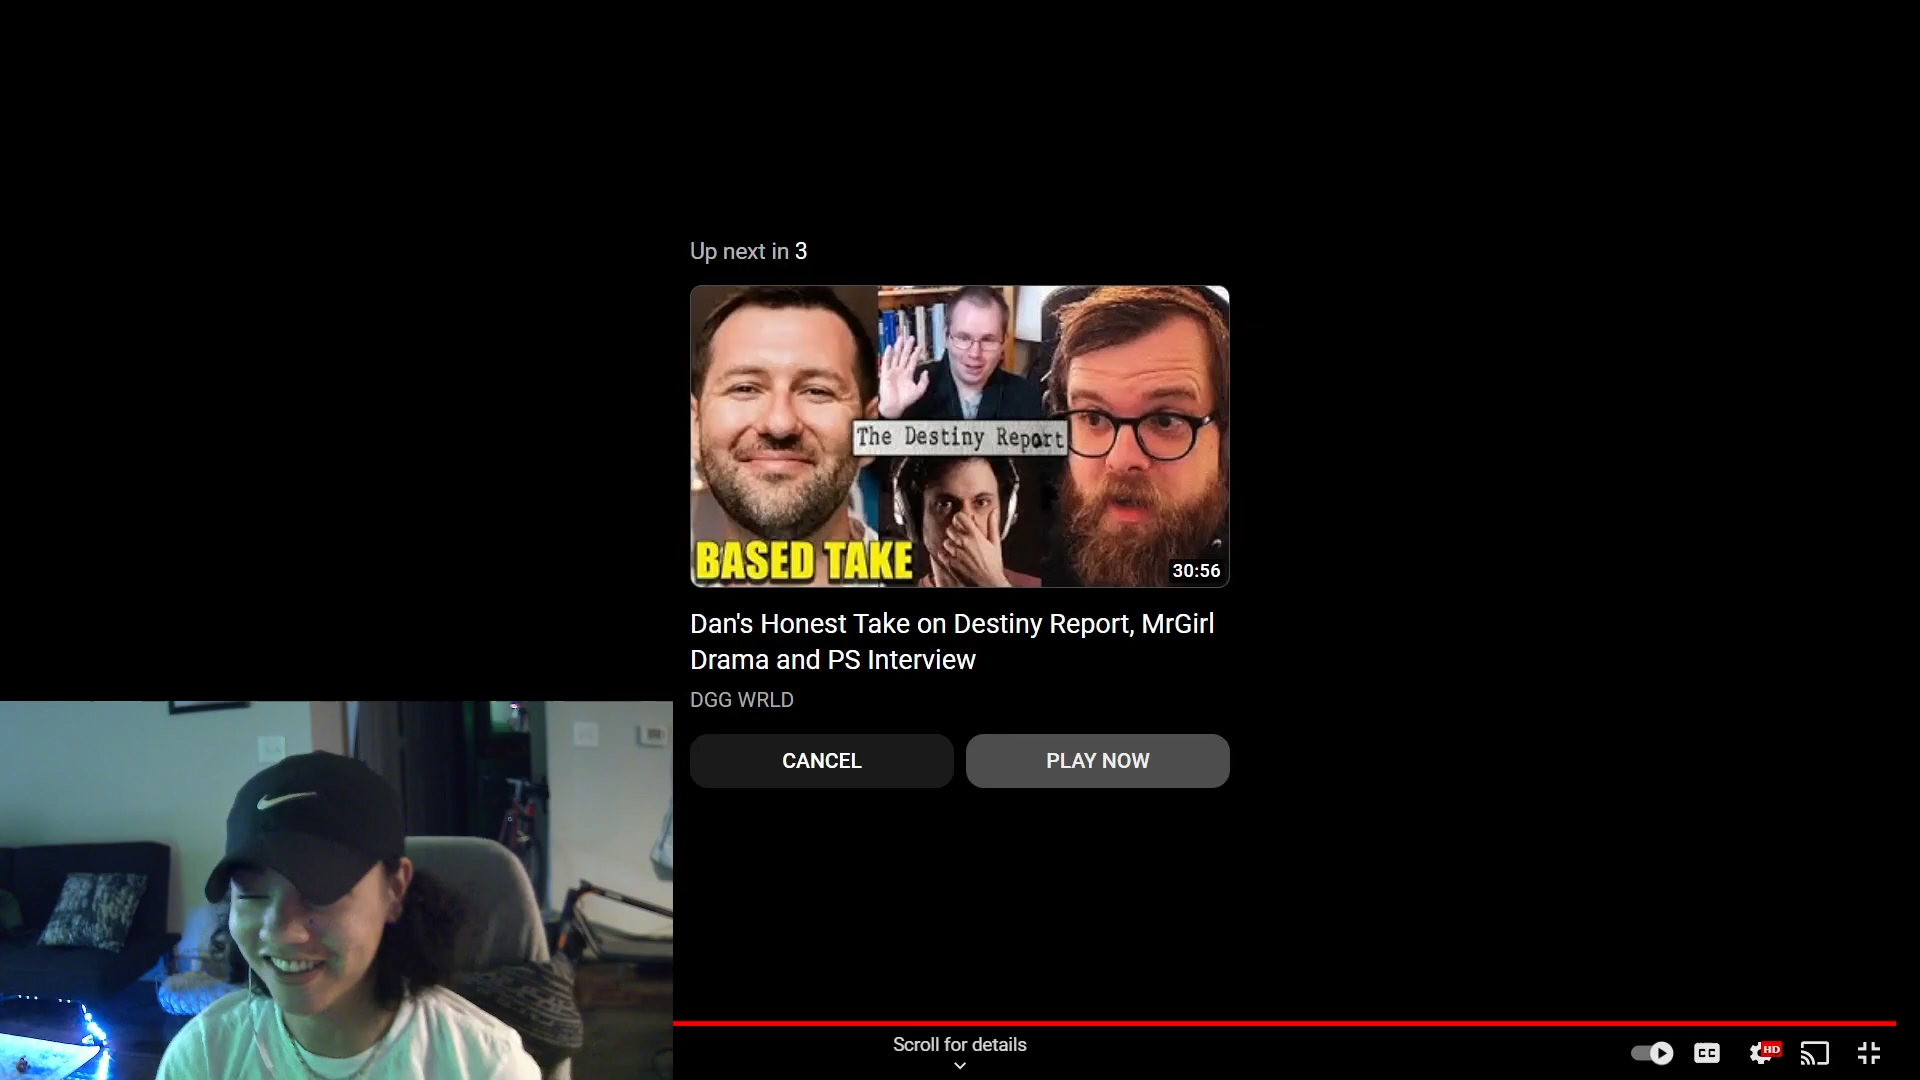 Up next in 3
The Destiny Report
BASED TAKE
30:56
Dan's Honest Take on Destiny Report, MrGirl
Drama and PS Interview
DGG WRLD
CANCEL
PLAY NOW
Scroll for details
CC
HD